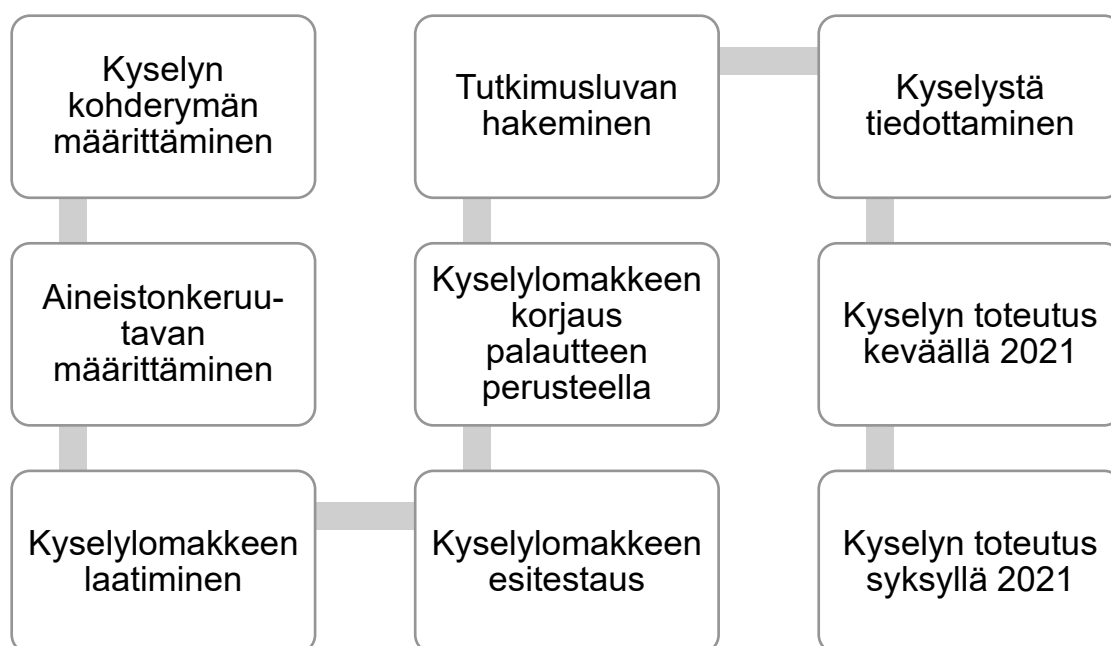 Kyselyn
kohderymän
määrittäminen
Aineistonkeruu-
tavan
määrittäminen
Kyselylomakkeen
laatiminen
Kyselylomakkeen
esitestaus
Kyselylomakkeen
korjaus
palautteen
perusteella
Tutkimusluvan
hakeminen
Kyselystä
tiedottaminen
Kyselyn toteutus
keväällä 2021
Kyselyn toteutus
syksyllä 2021